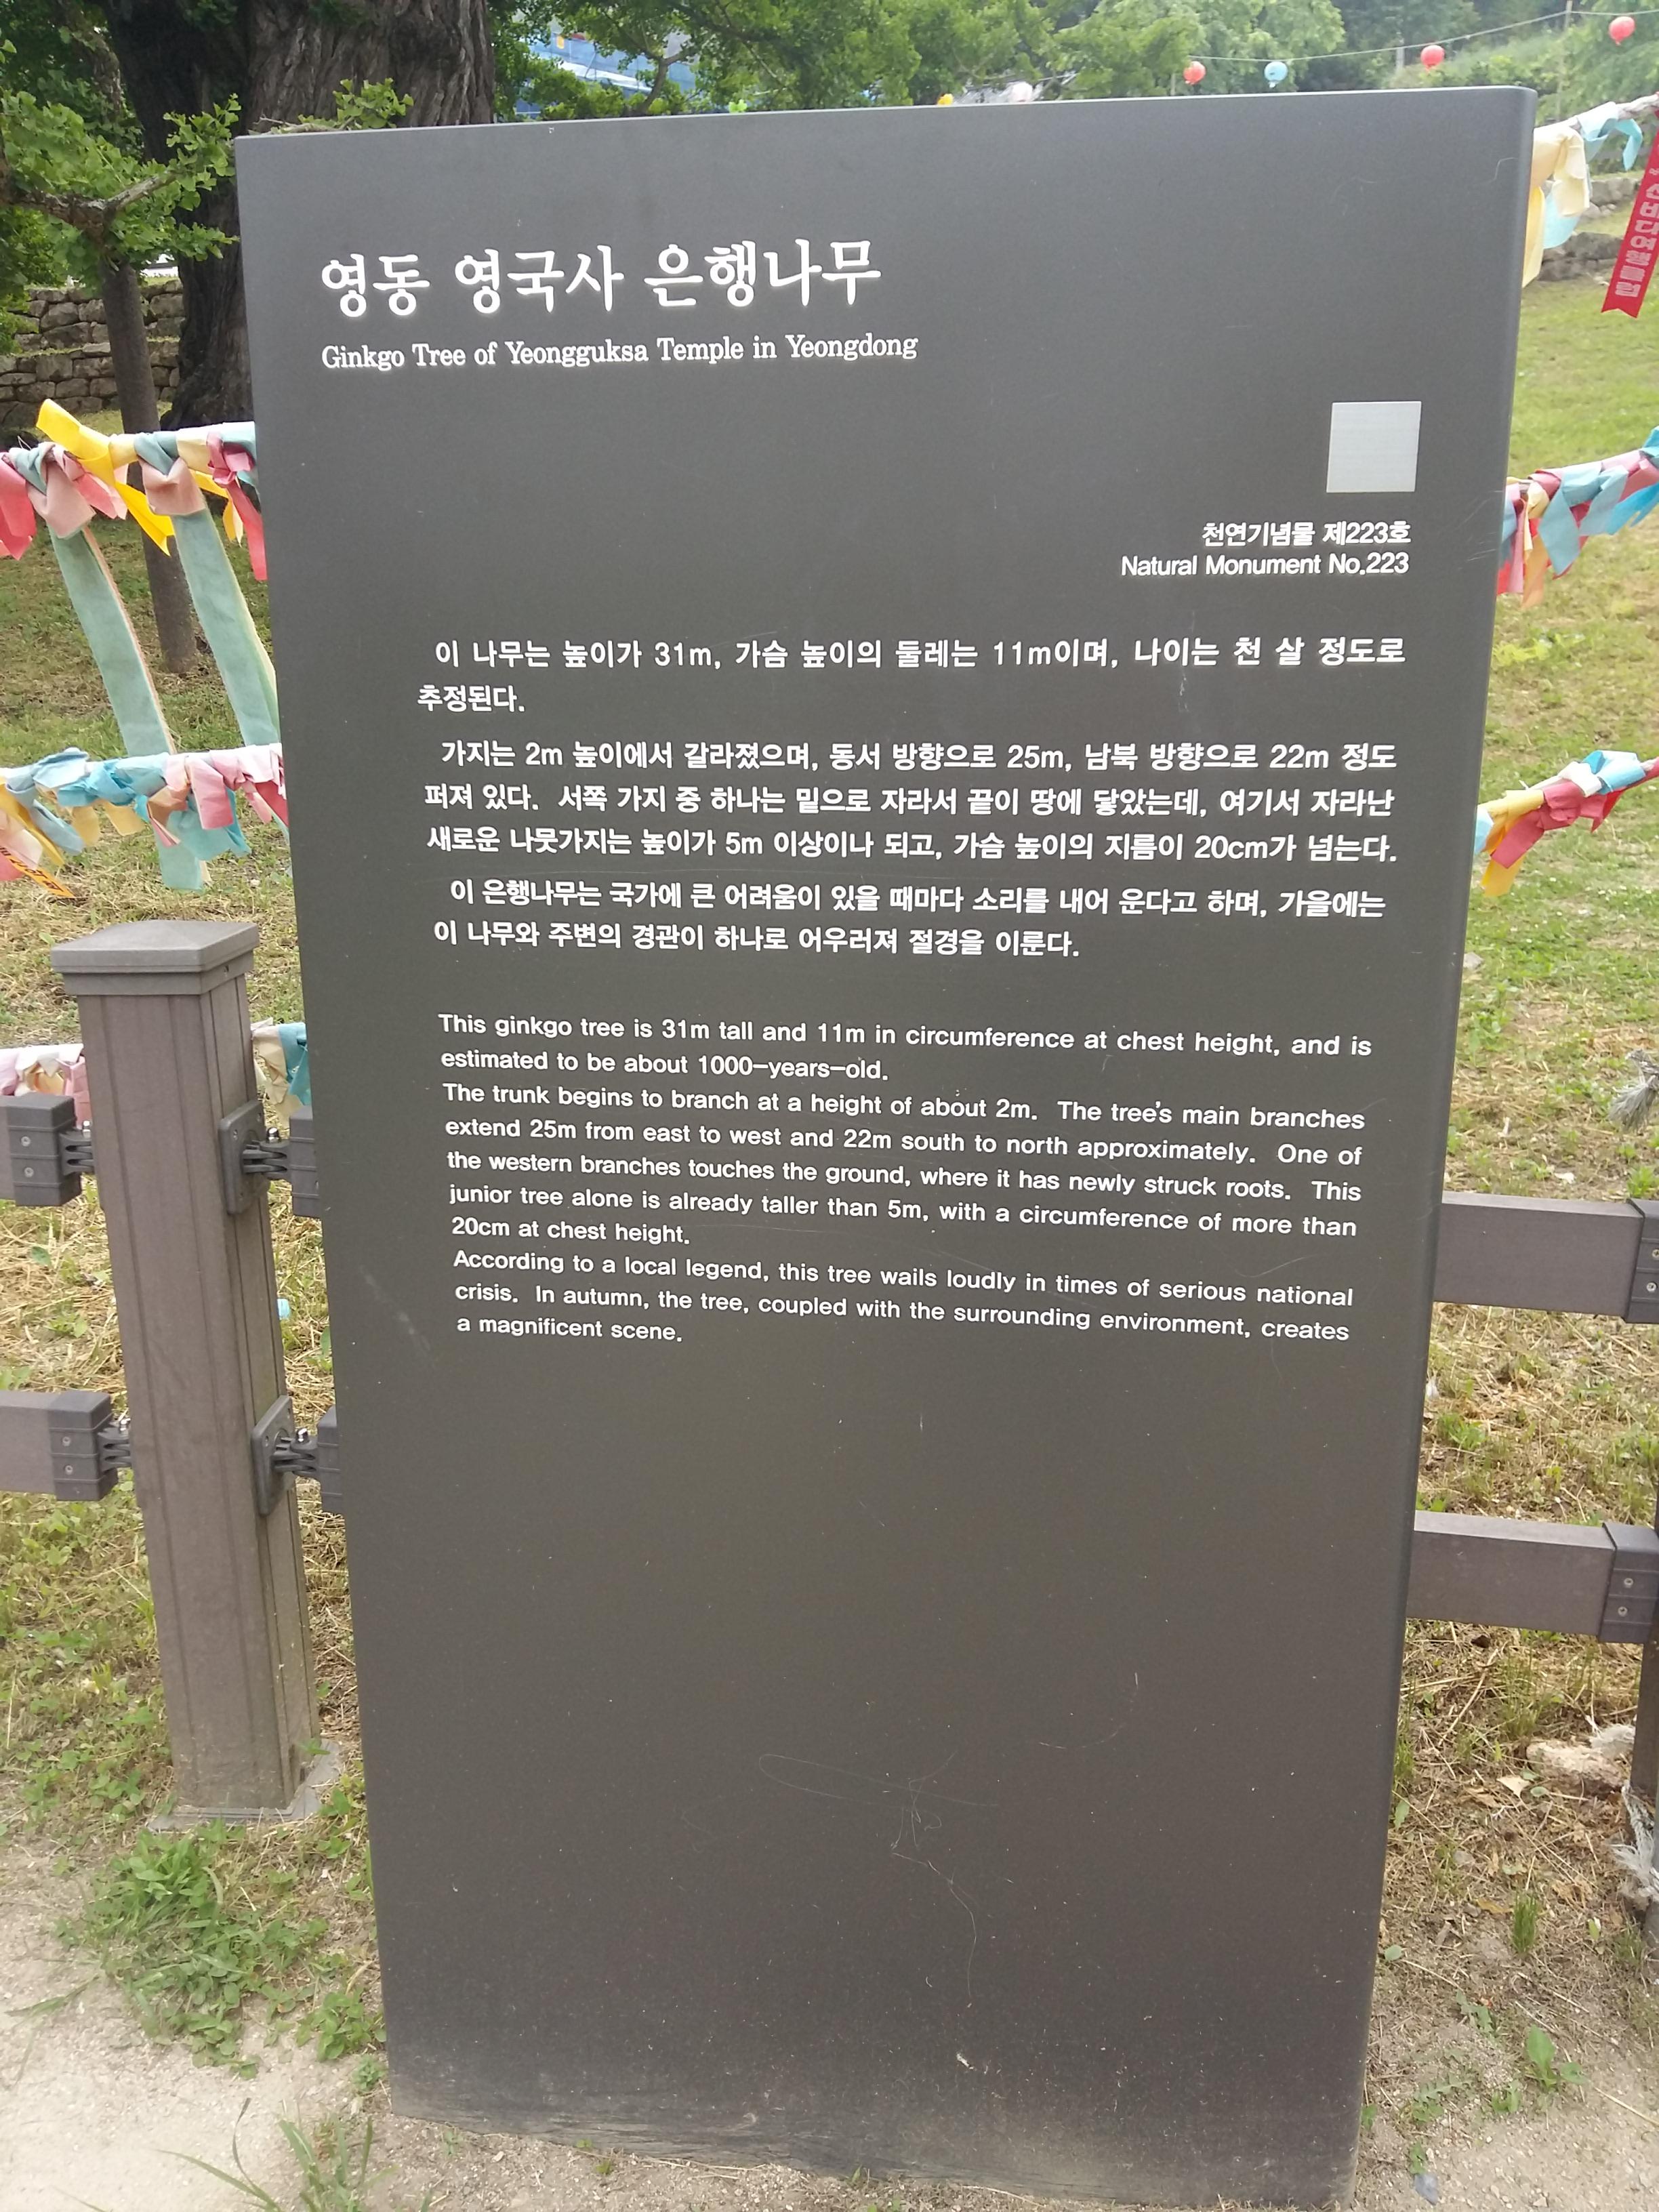 영동 영국사 은행나무
Ginkgo Tree of Yeongguksa Temple in Yeongdong
천연기념물 제223호
Natural Monument No.223
이 나무는 높이가 31m, 가슴 높이의 둘레는 11m이며, 나이는 천 살 정도로
추정된다.
가지는 2m 높이에서 갈라졌으며, 동서 방향으로 25m, 남북 방향으로 22m 정도
퍼져 있다. 서쪽 가지 중 하나는 밑으로 자라서 끝이 땅에 닿았는데, 여기서 자라난
새로운 나뭇가지는 높이가 5m 이상이나 되고, 가슴 높이의 지름이 20cm가 넘는다.
이 은행나무는 국가에 큰 어려움이 있을 때마다 소리를 내어 운다고 하며, 가을에는
이 나무와 주변의 경관이 하나로 어우러져 절경을 이룬다.
This ginkgo tree is 31m tall and 11m in circumference at chest height, and is
estimated to be about 1000-years-old.
The trunk begins to branch at a height of about 2m. The tree's main branches
extend 25m from east to west and 22m south to north approximately. One of
the western branches touches the ground, where it has newly struck roots. This
junior tree alone is already taller than 5m, with a circumference of more than
20cm at chest height.
According to a local legend, this tree wails loudly in times of serious national
crisis. In autumn, the tree, coupled with the surrounding environment, creates
a magnificent scene.
산비다여행클럽